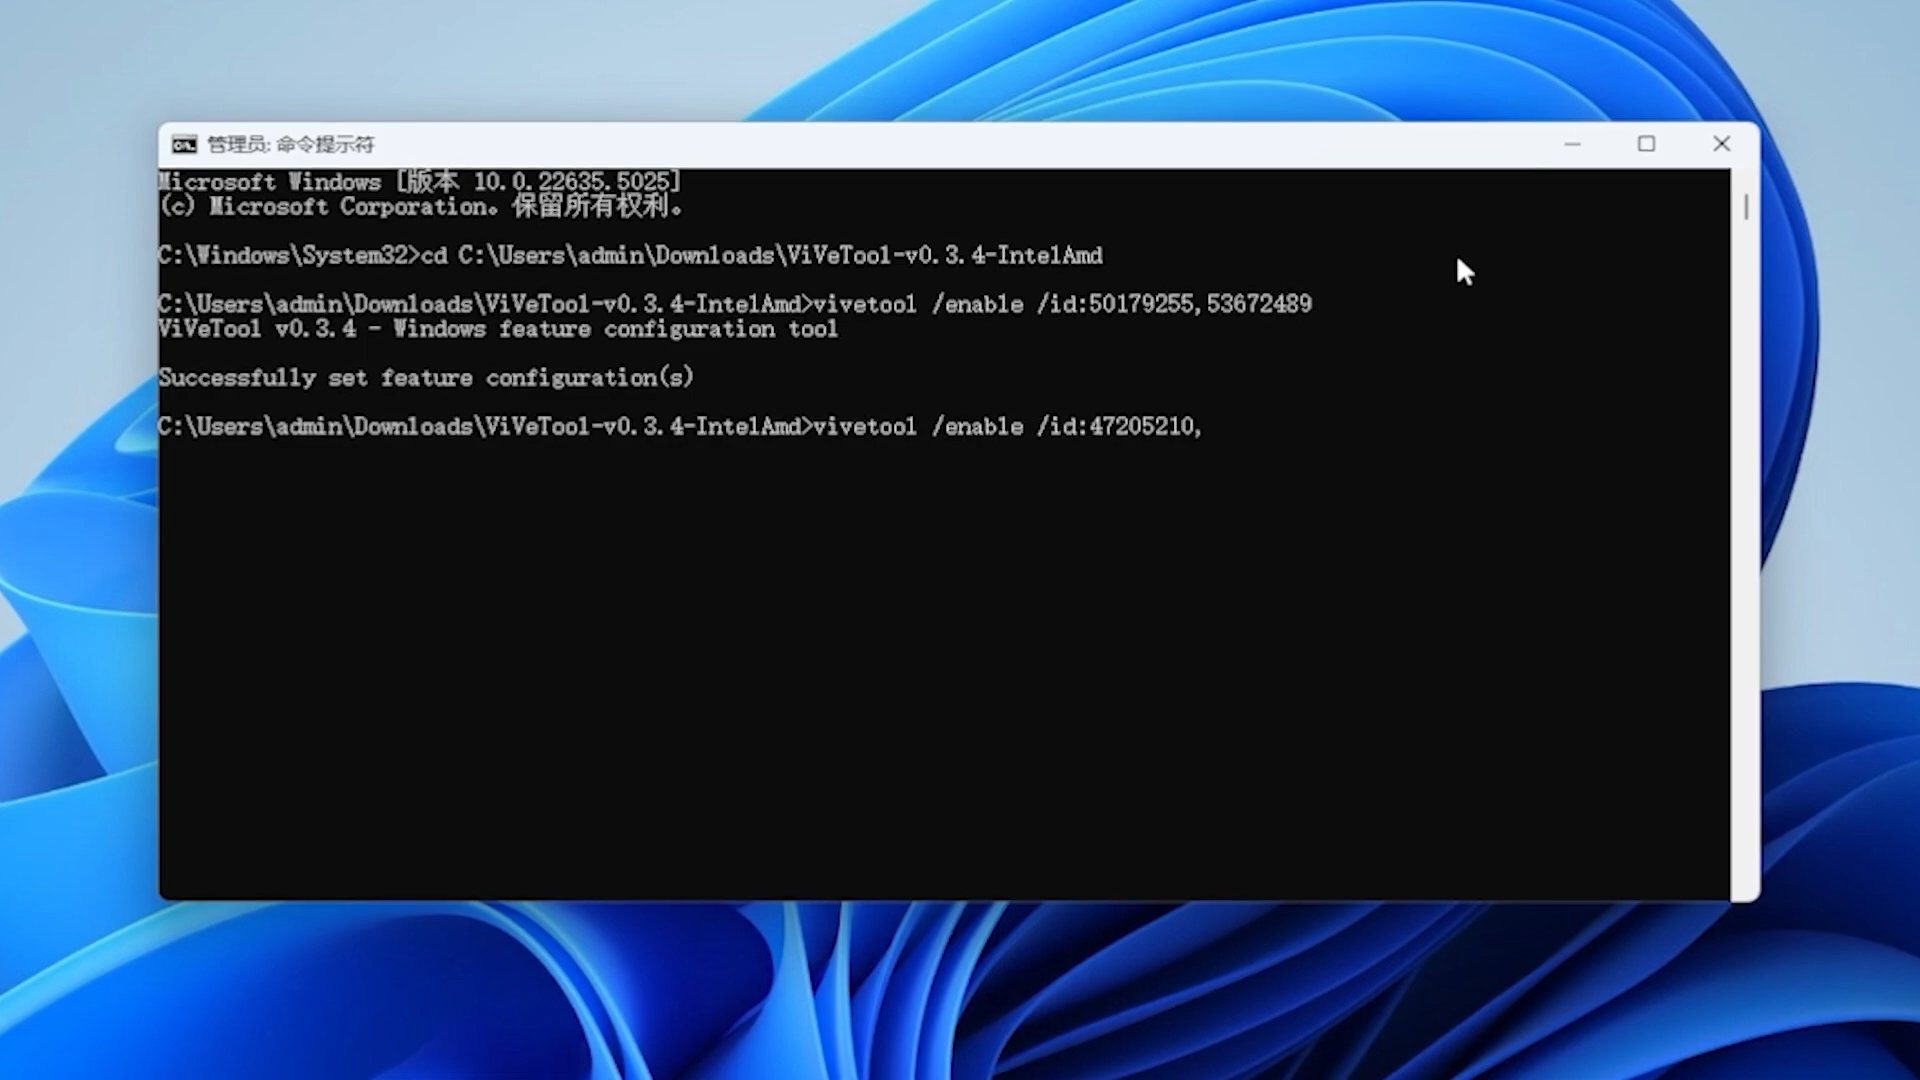 管理员: 命令提示符
Microsoft Windows [版本 10.0.22635.5025]
(c) Microsoft Corporation。保留所有权利。
C:\Windows\System32>cd C:\Users\admin\Downloads\ViVeTool-v0.3.4-IntelAmd
C:\Users\admin\Downloads\ViVeTool-v0.3.4-IntelAmd>vivetool /enable /id:50179255,53672489
ViVeTool v0.3.4 - Windows feature configuration tool
Successfully set feature configuration(s)
C:\Users\admin\Downloads\ViVeTool-v0.3.4-IntelAmd>vivetool /enable /id:47205210,